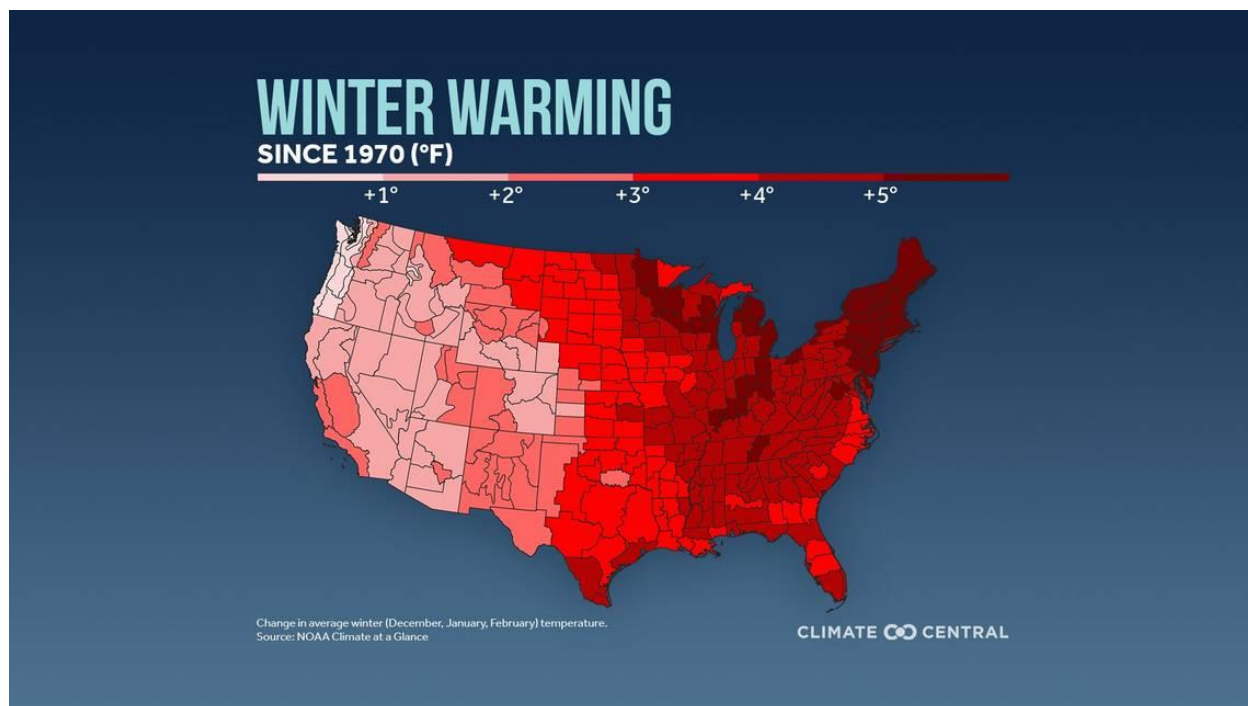 WINTER WARMING
SINCE 1970 (°F)
+1° +2° +3° +4° +5°
Change in average winter (December, January, February) temperature.
Source: NOAA Climate at a Glance
CLIMATE CENTRAL